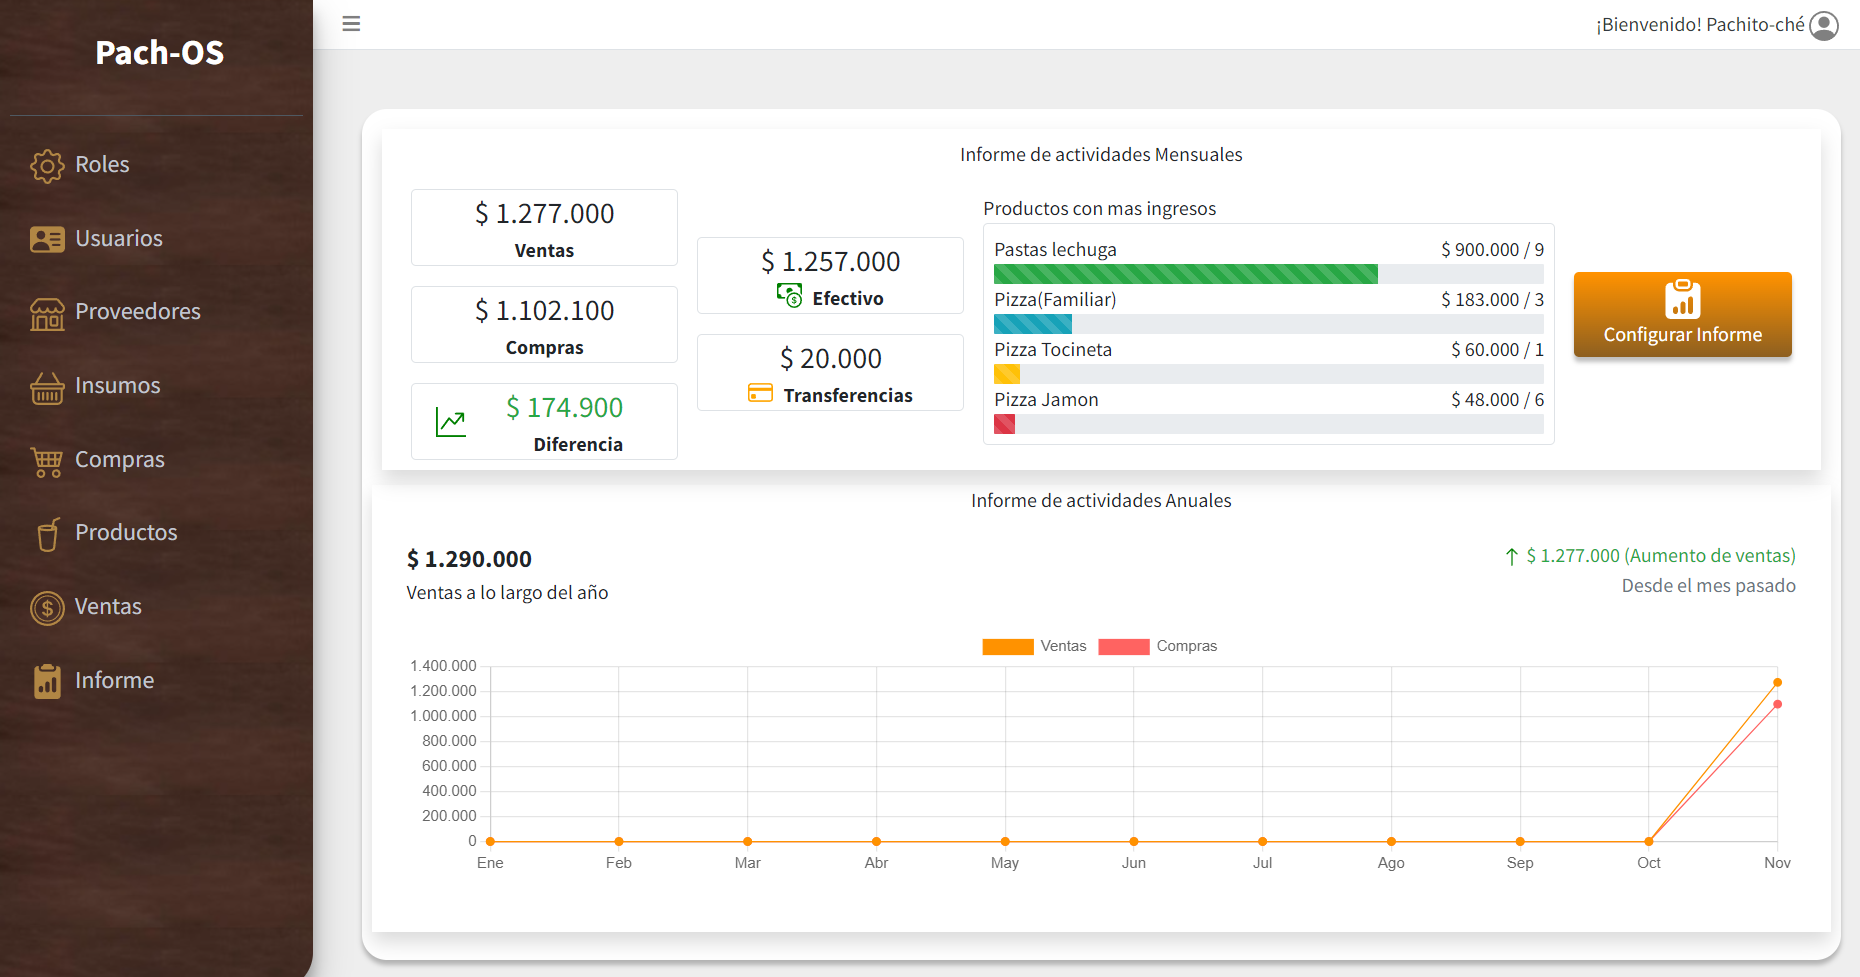 Pach-OS
Roles
Usuarios
Proveedores
Insumos
Compras
Productos
Ventas
Informe
¡Bienvenido! Pachito-ché
Informe de actividades Mensuales
$ 1.277.000
Ventas
$ 1.102.100
Compras
$ 174.900
Diferencia
$ 1.257.000
Efectivo
$ 20.000
Transferencias
Productos con mas ingresos
Pastas lechuga $ 900.000 / 9
Pizza(Familiar) $ 183.000 / 3
Pizza Tocineta $ 60.000 / 1
Pizza Jamon $ 48.000 / 6
Configurar Informe
Informe de actividades Anuales
$ 1.290.000
Ventas a lo largo del año
↑ $ 1.277.000 (Aumento de ventas)
Desde el mes pasado
Ventas Compras
1.400.000
1.200.000
1.000.000
800.000
600.000
400.000
200.000
0
Ene Feb Mar Abr May Jun Jul Ago Sep Oct Nov